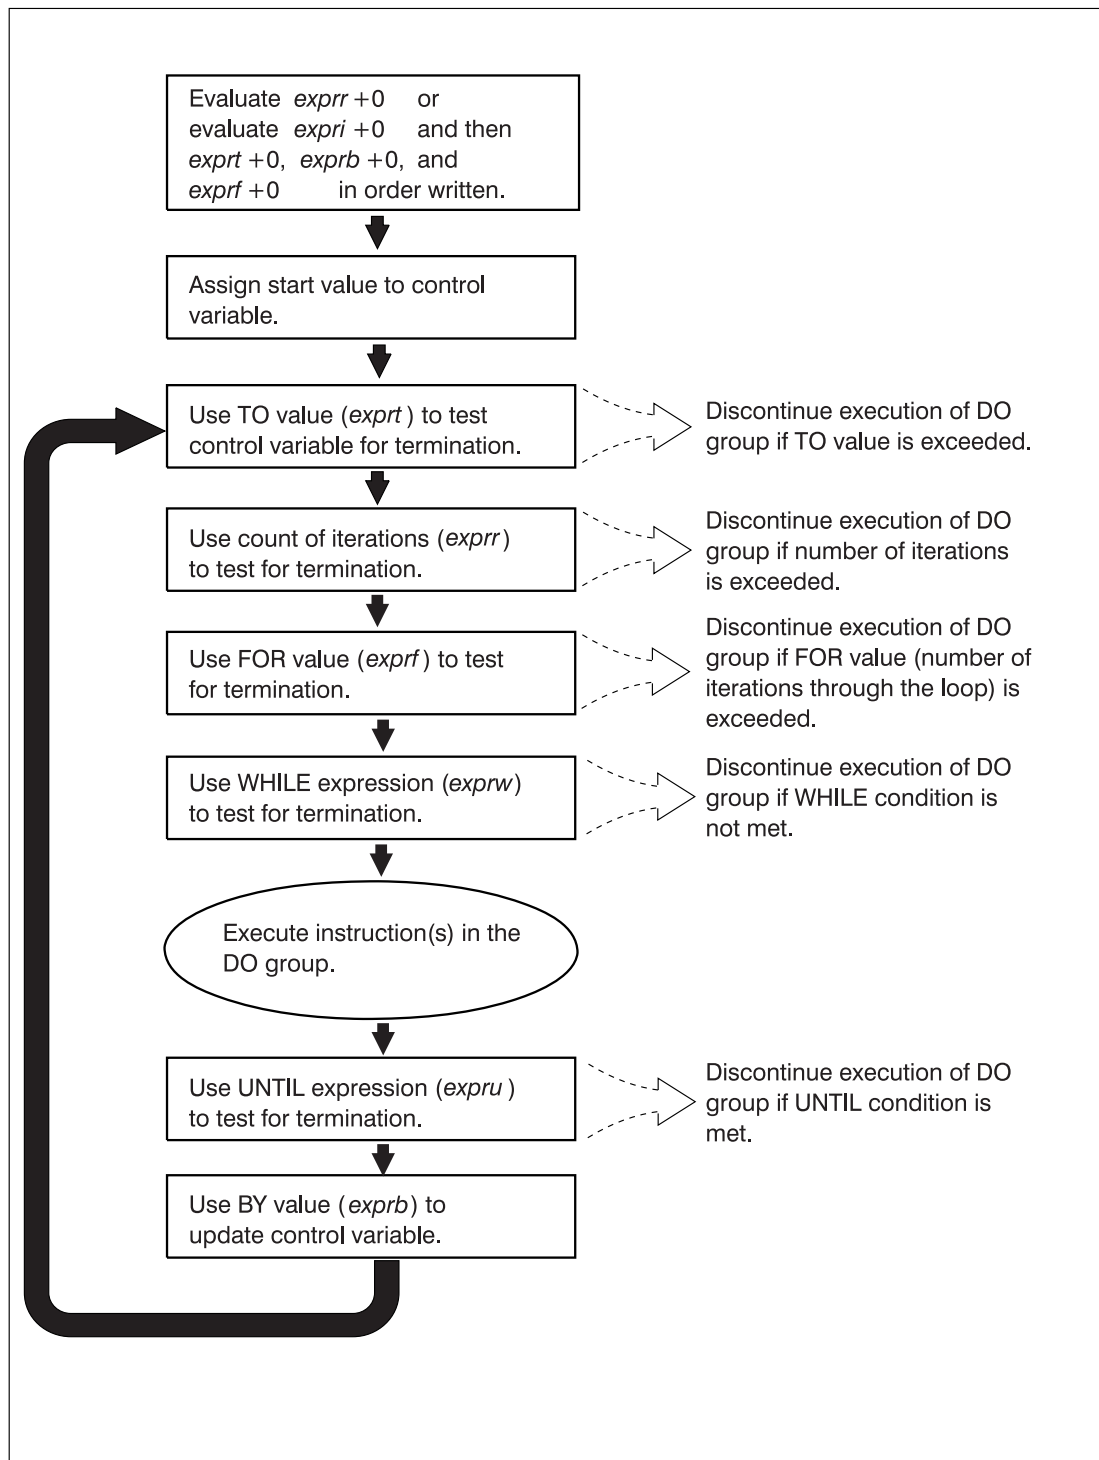 Evaluate exprr +0 or
evaluate expri +0 and then
exprt +0, exprb +0, and
exprf +0 in order written.
Assign start value to control
variable.
Use TO value (exprt) to test
control variable for termination.
Discontinue execution of DO
group if TO value is exceeded.
Use count of iterations (exprr)
to test for termination.
Discontinue execution of DO
group if number of iterations
is exceeded.
Use FOR value (exprf) to test
for termination.
Discontinue execution of DO
group if FOR value (number of
iterations through the loop) is
exceeded.
Use WHILE expression (exprw)
to test for termination.
Discontinue execution of DO
group if WHILE condition is
not met.
Execute instruction(s) in the
DO group.
Use UNTIL expression (expru)
to test for termination.
Discontinue execution of DO
group if UNTIL condition is
met.
Use BY value (exprb) to
update control variable.